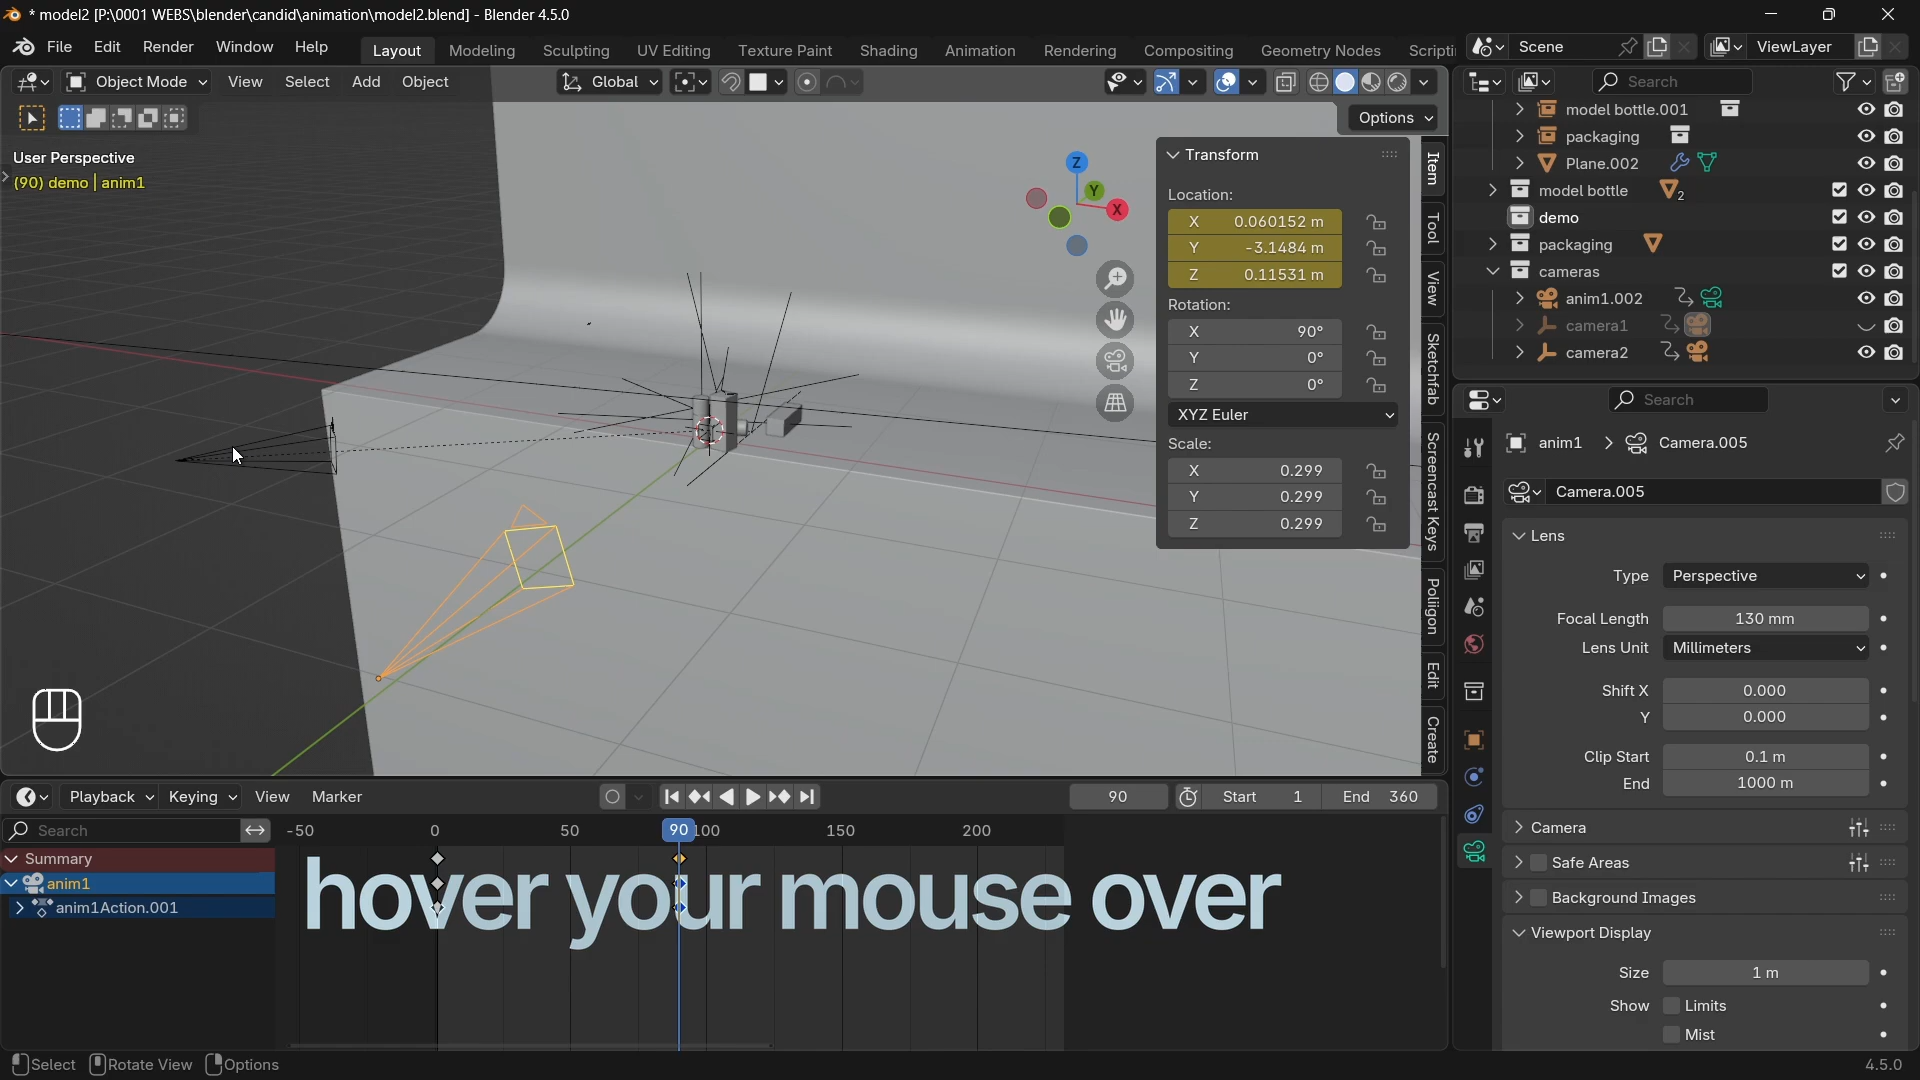 * model2 [P:\0001 WEBS\blender\candid\animation\model2.blend] - Blender 4.5.0
File Edit Render Window Help Layout Modeling Sculpting UV Editing Texture Paint Shading Animation Rendering Compositing Geometry Nodes Scene ViewLayer
Object Mode View Select Add Object Global Search
Options
User Perspective
(90) demo | anim1
Transform
Location:
X 0.060152 m
Y -3.1484 m
Z 0.11531 m
Rotation:
X 90°
Y 0°
Z 0°
XYZ Euler
Scale:
X 0.299
Y 0.299
Z 0.299
Z
Y
X
Item
Tool
View
Sketchfab
Screencast Keys
Poliigon
Edit
Create
model bottle.001
packaging
Plane.002
model bottle 2
demo
packaging
cameras
anim1.002
camera1
camera2
Search
anim1 > Camera.005
Camera.005
Lens
Type Perspective
Focal Length 130 mm
Lens Unit Millimeters
Shift X 0.000
Y 0.000
Clip Start 0.1 m
End 1000 m
Camera
Safe Areas
Background Images
Viewport Display
Size 1 m
Show Limits
Mist
Playback Keying View Marker 90 Start 1 End 360
Search -50 0 50 90 100 150 200
Summary
anim1
anim1Action.001
hover your mouse over
Select Rotate View Options 4.5.0